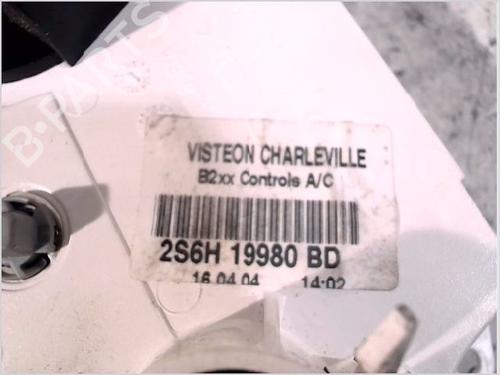 B-PARTS
VISTEON CHARLEVILLE
B2xx Controls A/C
2S6H 19980 BD
16.04.04 14:02